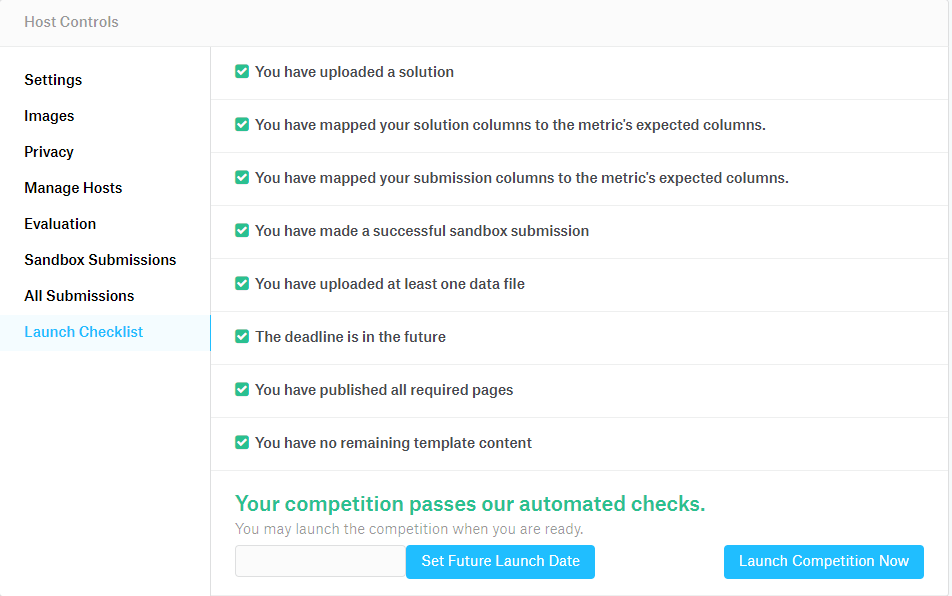 Host Controls
Settings
Images
Privacy
Manage Hosts
Evaluation
Sandbox Submissions
All Submissions
Launch Checklist
You have uploaded a solution
You have mapped your solution columns to the metric's expected columns.
You have mapped your submission columns to the metric's expected columns.
You have made a successful sandbox submission
You have uploaded at least one data file
The deadline is in the future
You have published all required pages
You have no remaining template content
Your competition passes our automated checks.
You may launch the competition when you are ready.
Set Future Launch Date
Launch Competition Now